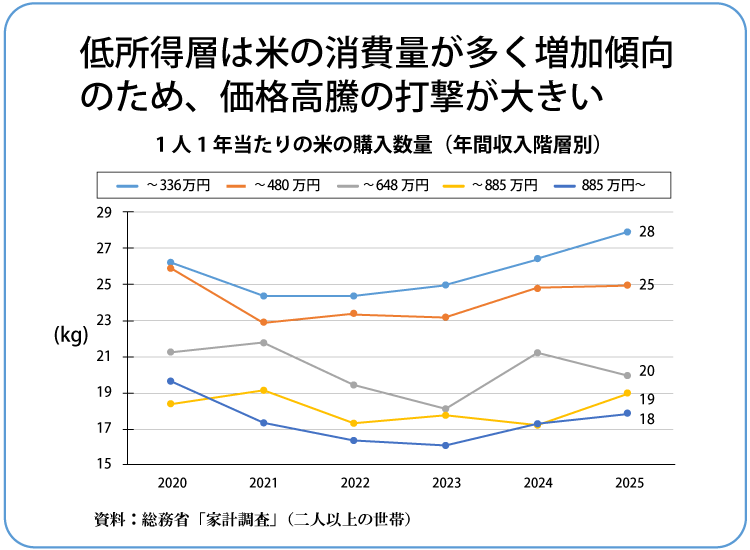 低所得層は米の消費量が多く増加傾向
のため、価格高騰の打撃が大きい
1人1年当たりの米の購入数量（年間収入階層別）
～336万円 ～480万円 ～648万円 ～885万円 885万円～
29
27
25
23
21
19
17
15
(kg)
28
25
20
19
18
2020 2021 2022 2023 2024 2025
資料：総務省「家計調査」（二人以上の世帯）